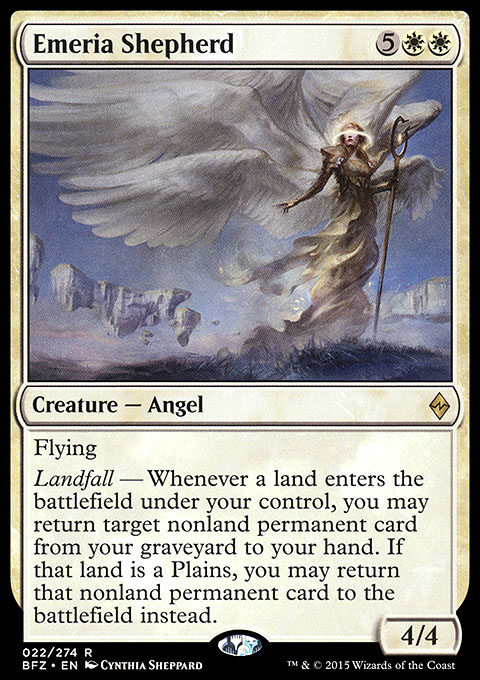 Emeria Shepherd 5
Creature — Angel
Flying
Landfall — Whenever a land enters the
battlefield under your control, you may
return target nonland permanent card
from your graveyard to your hand. If
that land is a Plains, you may return
that nonland permanent card to the
battlefield instead.
4/4
022/274 R
BFZ • EN Cynthia Sheppard
™ & © 2015 Wizards of the Coast